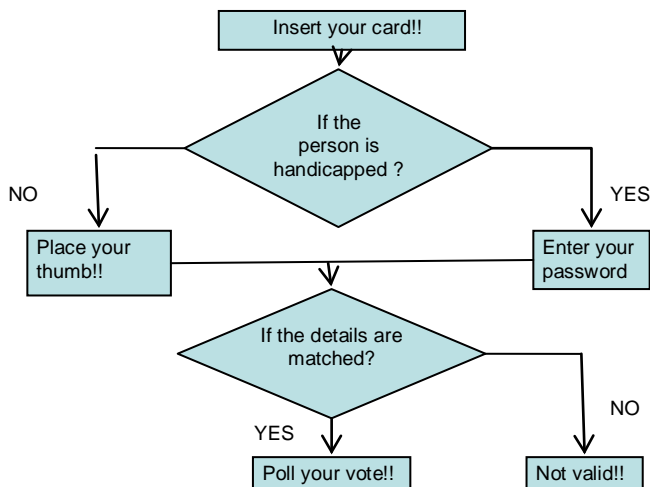 Insert your card!!
If the
person is
handicapped ?
NO
YES
Place your
thumb!!
Enter your
password
If the details are
matched?
NO
YES
Poll your vote!!
Not valid!!